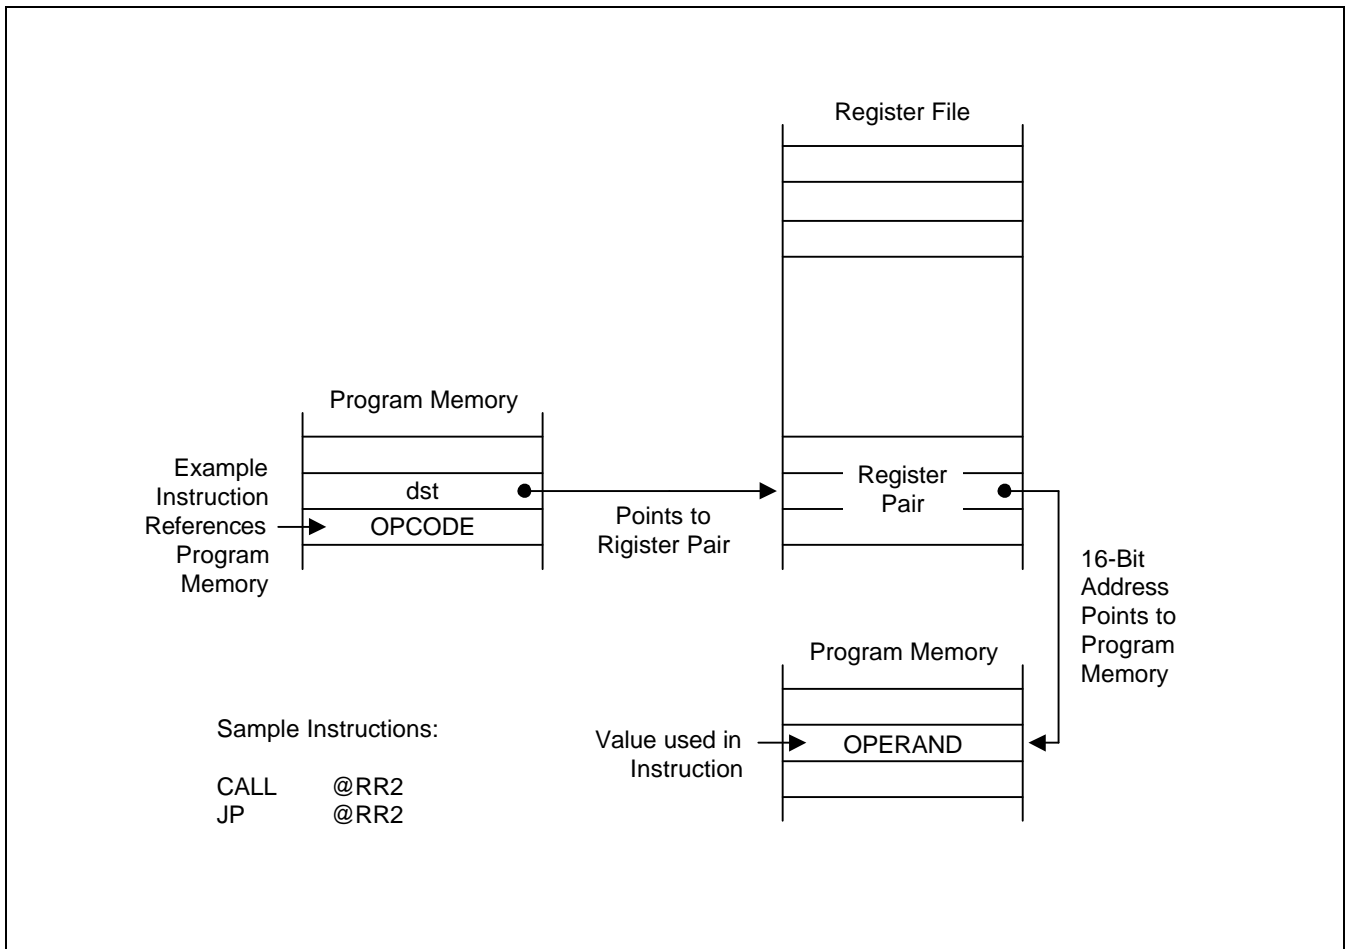 Register File
Program Memory
Example
Instruction
References
Program
Memory
dst
OPCODE
Points to
Rigister Pair
Register
Pair
16-Bit
Address
Points to
Program
Memory
Program Memory
Value used in
Instruction
OPERAND
Sample Instructions:
CALL @RR2
JP @RR2